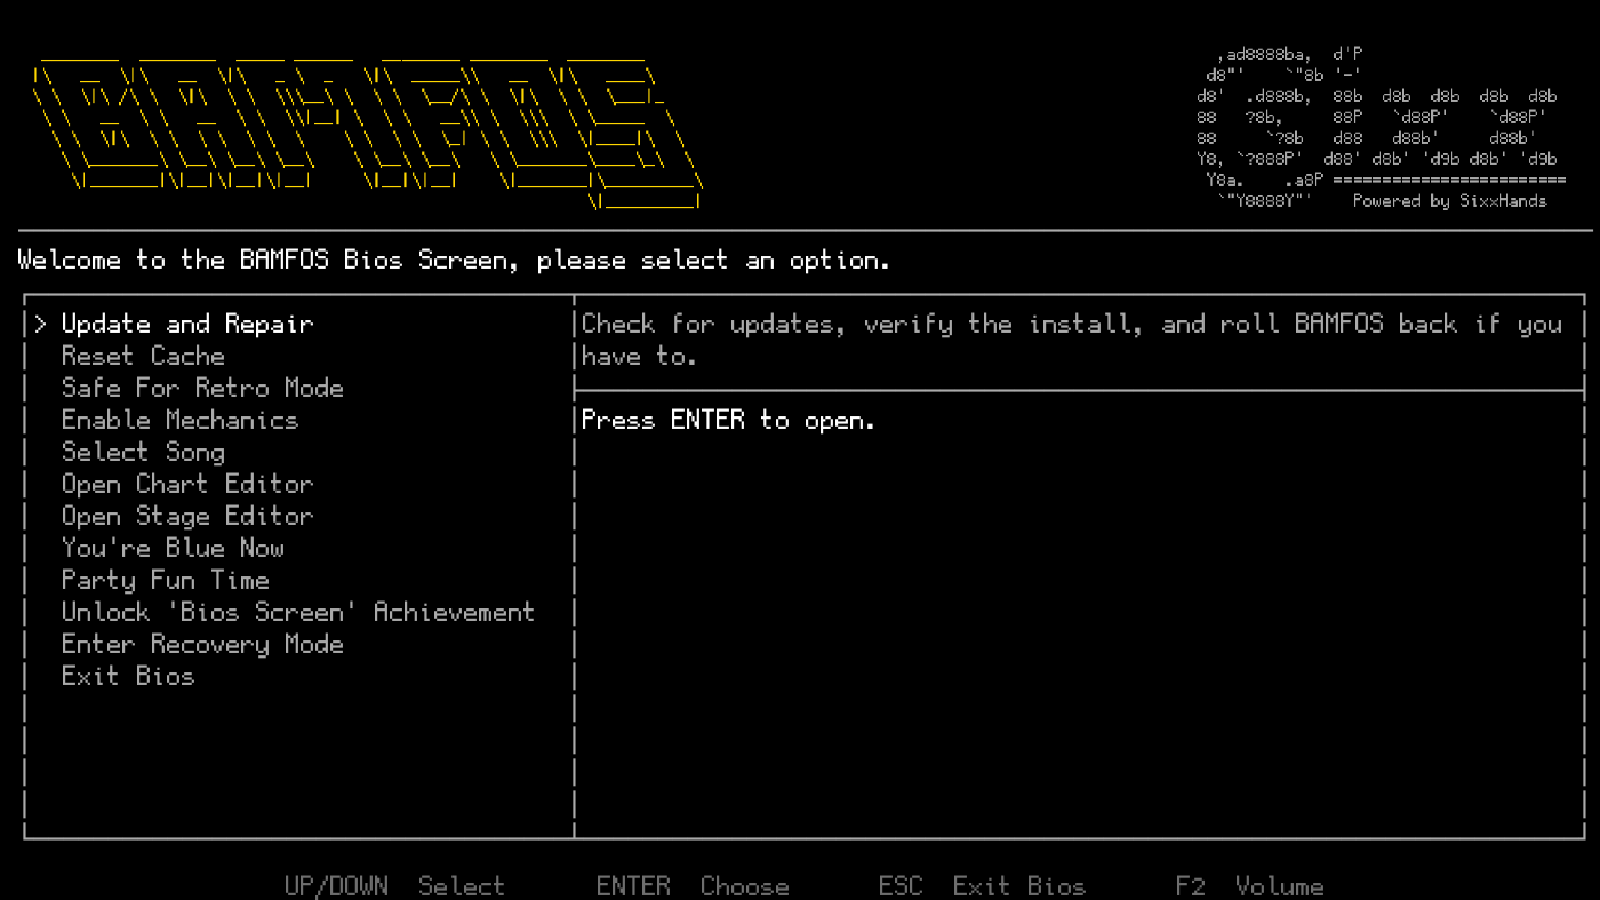 BAMFOS
Sixx
Powered by SixxHands
Welcome to the BAMFOS Bios Screen, please select an option.
> Update and Repair
Reset Cache
Safe For Retro Mode
Enable Mechanics
Select Song
Open Chart Editor
Open Stage Editor
You're Blue Now
Party Fun Time
Unlock 'Bios Screen' Achievement
Enter Recovery Mode
Exit Bios
Check for updates, verify the install, and roll BAMFOS back if you
have to.
Press ENTER to open.
UP/DOWN Select ENTER Choose ESC Exit Bios F2 Volume